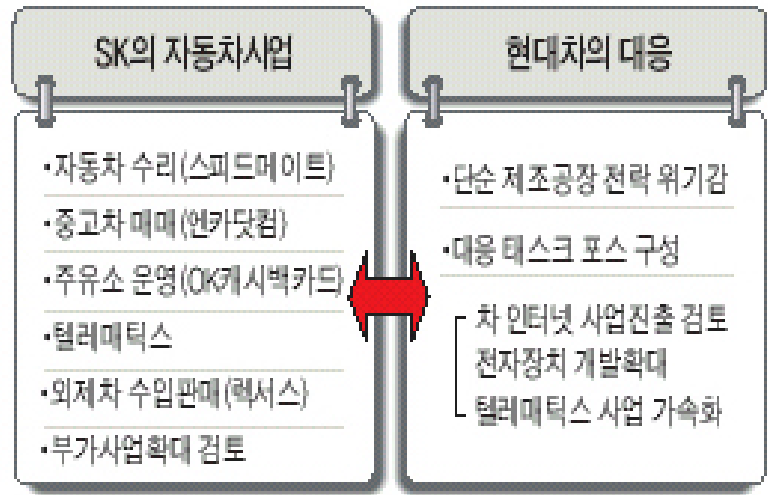 SK의 자동차사업
·자동차 수리(스피드메이트)
·중고차 매매(엔카닷컴)
·주유소 운영(OK캐시백카드)
·텔레매틱스
·외제차 수입판매(렉서스)
·부가사업확대 검토
현대차의 대응
·단순 제조공장 전락 위기감
·대응 태스크 포스 구성
차 인터넷 사업진출 검토
전자장치 개발확대
텔레매틱스 사업 가속화